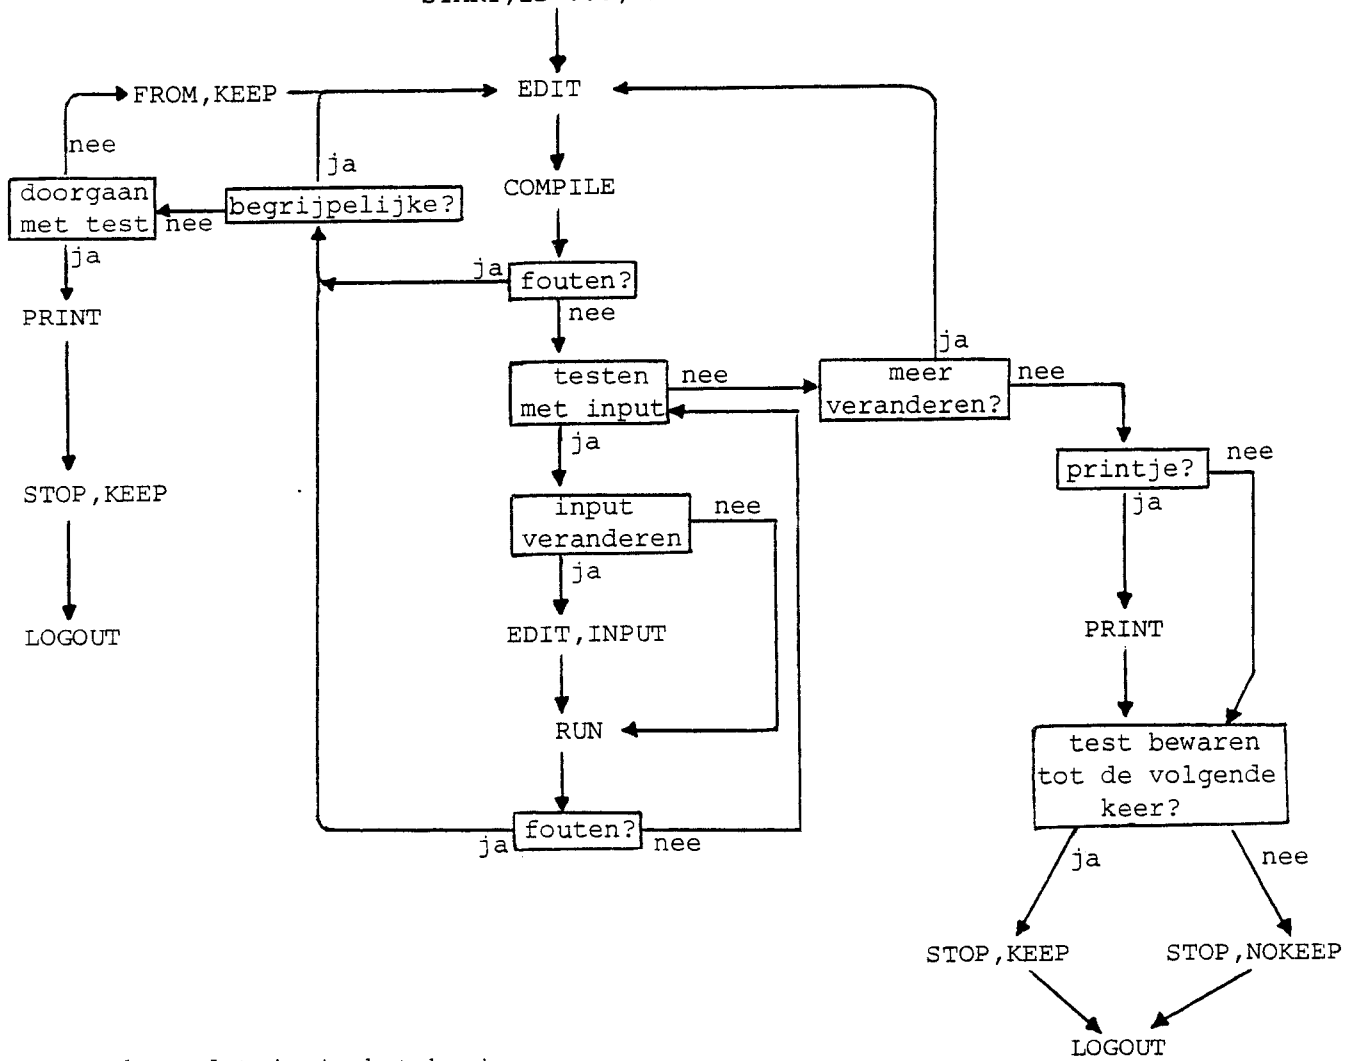 EDIT
FROM,KEEP
nee
ja
doorgaan
met test
nee
begrijpelijke?
COMPILE
ja
ja
fouten?
nee
PRINT
ja
testen
met input
nee
meer
veranderen?
nee
ja
printje?
nee
ja
STOP,KEEP
input
veranderen
nee
ja
EDIT,INPUT
PRINT
LOGOUT
RUN
test bewaren
tot de volgende
keer?
ja
fouten?
nee
ja
nee
STOP,KEEP
STOP,NOKEEP
LOGOUT